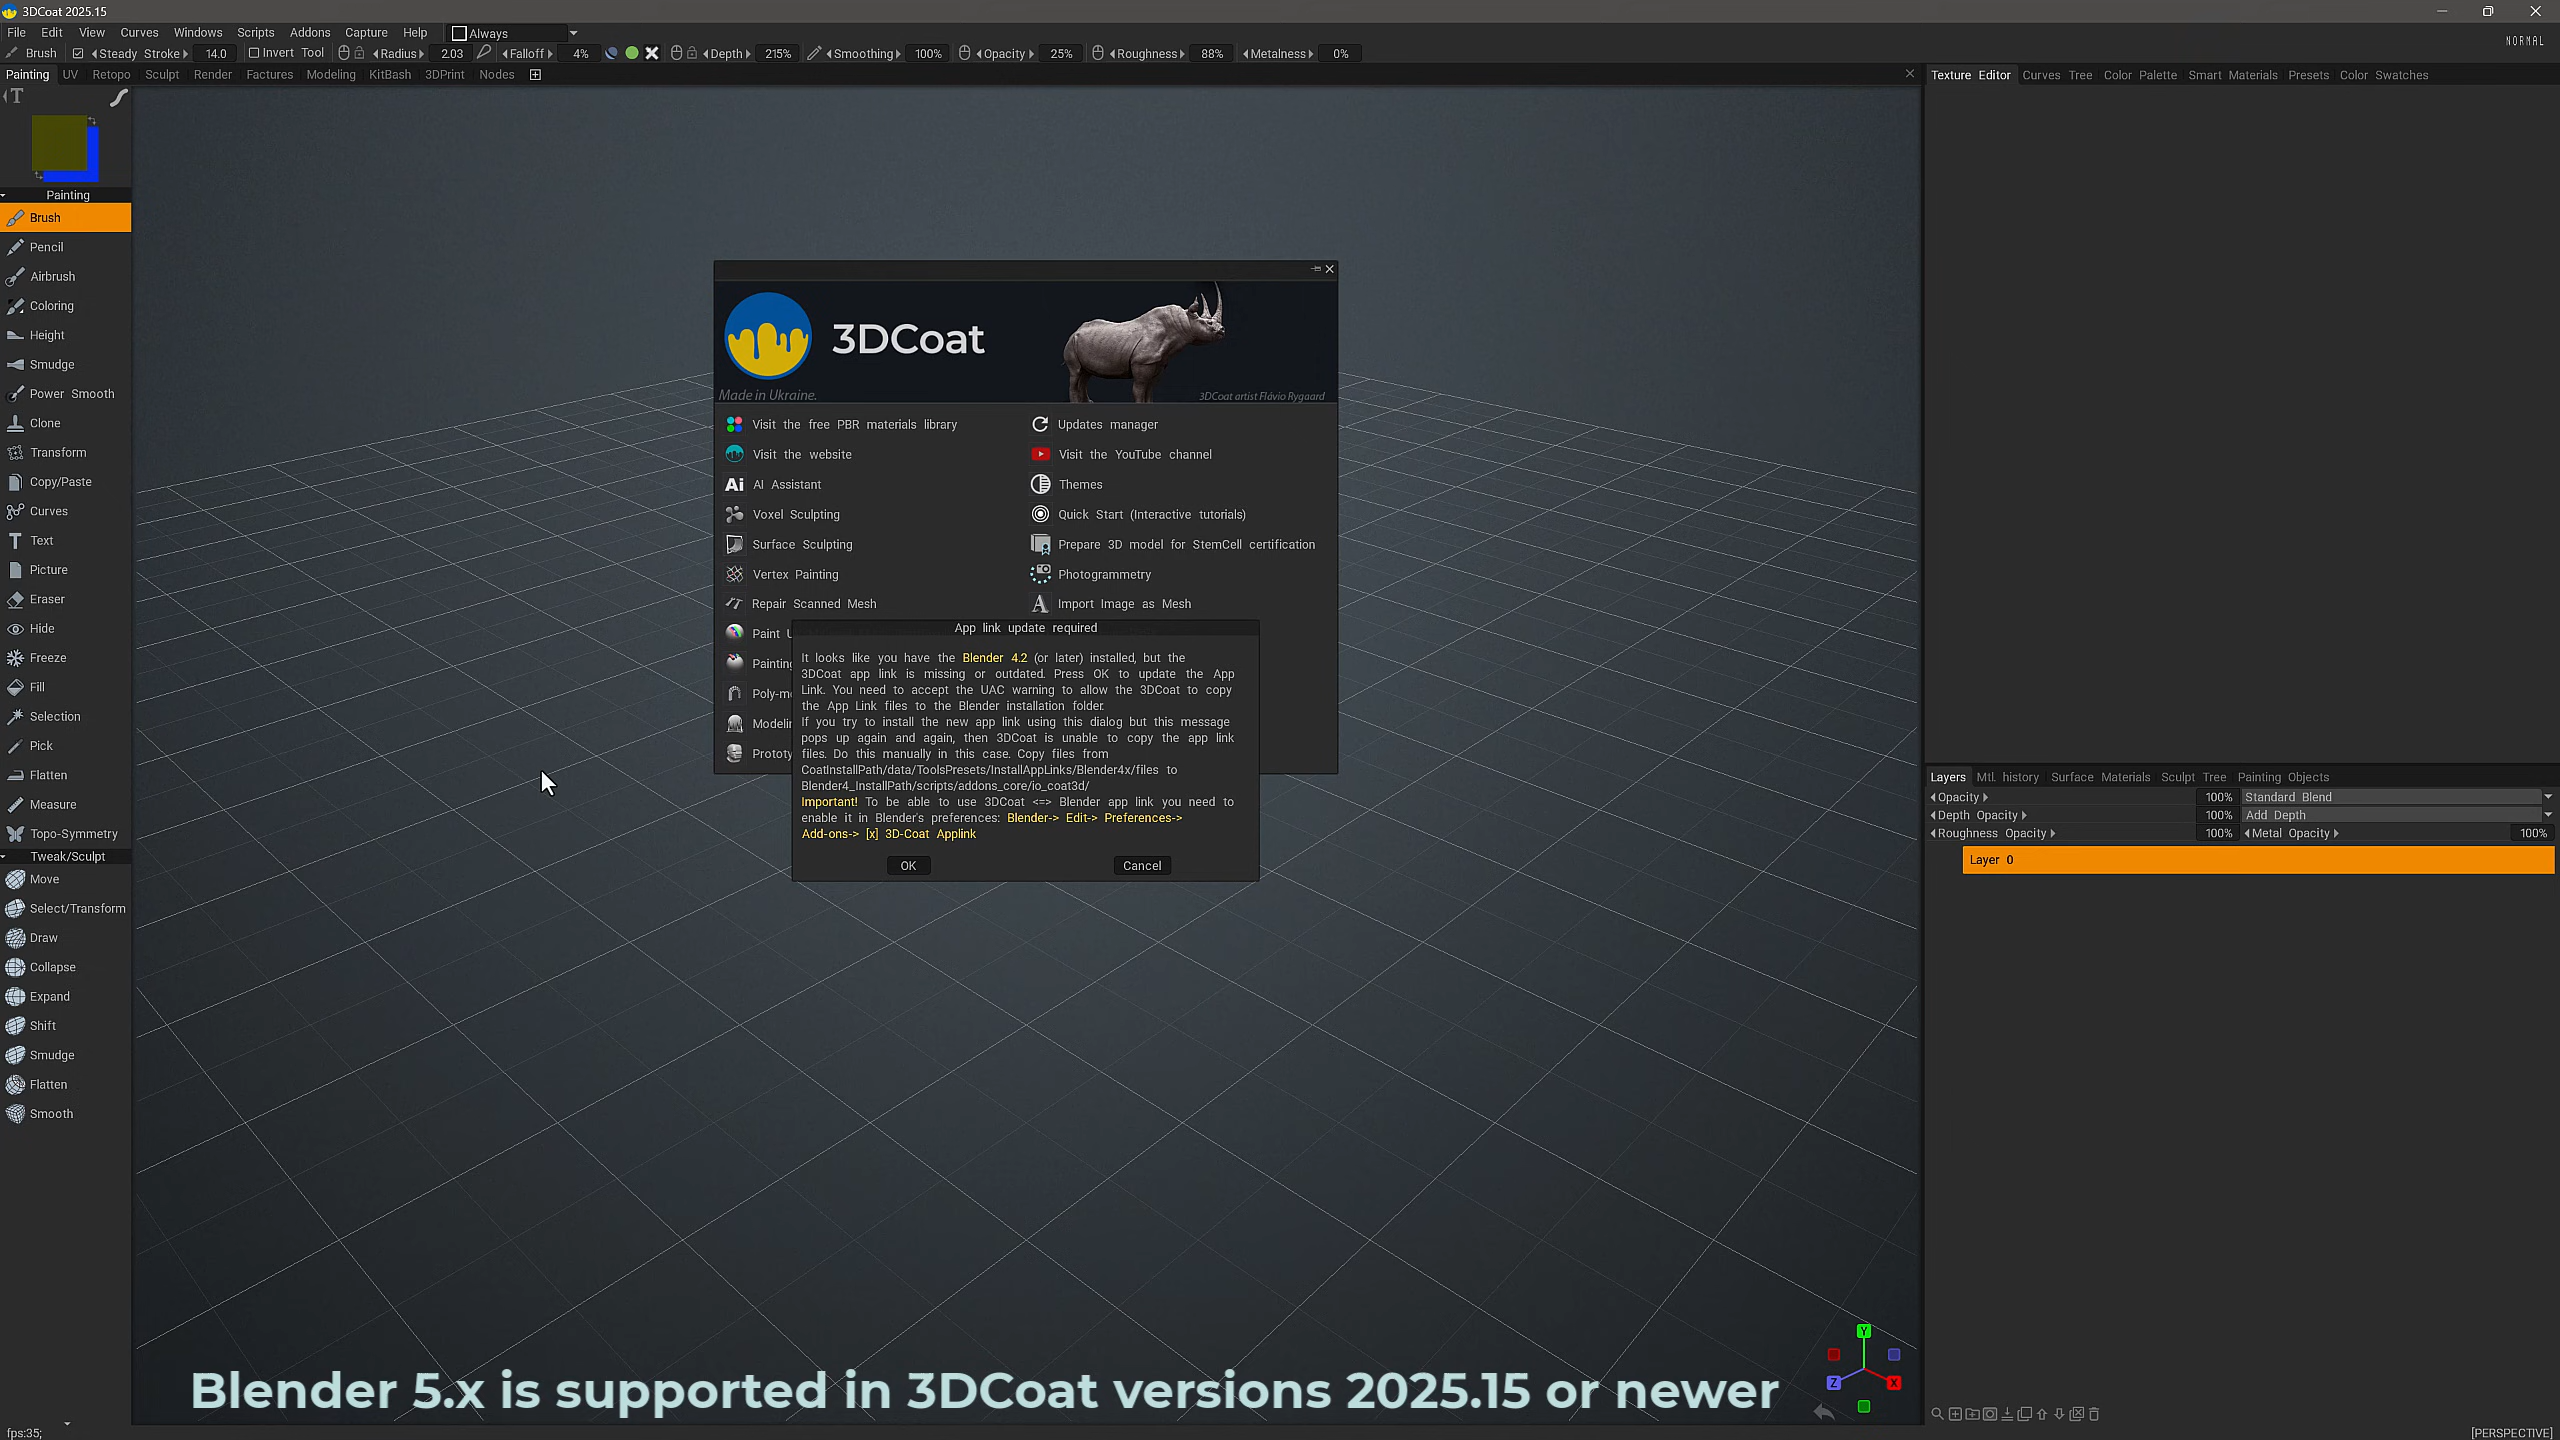 3DCoat 2025.15
File Edit View Curves Windows Scripts Addons Capture Help Always
NORMAL
Brush Steady Stroke 14.0 Invert Tool Radius 2.03 Falloff 4% Depth 215% Smoothing 100% Opacity 25% Roughness 88% Metalness 0%
Painting UV Retopo Sculpt Render Factures Modeling KitBash 3DPrint Nodes
Texture Editor Curves Tree Color Palette Smart Materials Presets Color Swatches
T
Painting
Brush
Pencil
Airbrush
Coloring
Height
Smudge
Power Smooth
Clone
Transform
Copy/Paste
Curves
Text
Picture
Eraser
Hide
Freeze
Fill
Selection
Pick
Flatten
Measure
Topo-Symmetry
Tweak/Sculpt
Move
Select/Transform
Draw
Collapse
Expand
Shift
Smudge
Flatten
Smooth
3DCoat
Made in Ukraine.
3DCoat artist Flávio Rygaard
Visit the free PBR materials library
Updates manager
Visit the website
Visit the YouTube channel
Ai AI Assistant
Themes
Voxel Sculpting
Quick Start (Interactive tutorials)
Surface Sculpting
Prepare 3D model for StemCell certification
Vertex Painting
Photogrammetry
Repair Scanned Mesh
A Import Image as Mesh
Paint U
Painting
Poly-m
Modelin
Prototy
App link update required
It looks like you have the Blender 4.2 (or later) installed, but the
3DCoat app link is missing or outdated. Press OK to update the App
Link. You need to accept the UAC warning to allow the 3DCoat to copy
the App Link files to the Blender installation folder.
If you try to install the new app link using this dialog but this message
pops up again and again, then 3DCoat is unable to copy the app link
files. Do this manually in this case. Copy files from
CoatInstallPath/data/ToolsPresets/InstallAppLinks/Blender4x/files to
Blender4_InstallPath/scripts/addons_core/io_coat3d/
Important! To be able to use 3DCoat <=> Blender app link you need to
enable it in Blender's preferences: Blender-> Edit-> Preferences->
Add-ons-> [x] 3D-Coat Applink
OK Cancel
Layers Mtl. history Surface Materials Sculpt Tree Painting Objects
Opacity 100% Standard Blend
Depth Opacity 100% Add Depth
Roughness Opacity 100% Metal Opacity 100%
Layer 0
Y
Z X
Blender 5.x is supported in 3DCoat versions 2025.15 or newer
fps:35;
[PERSPECTIVE]